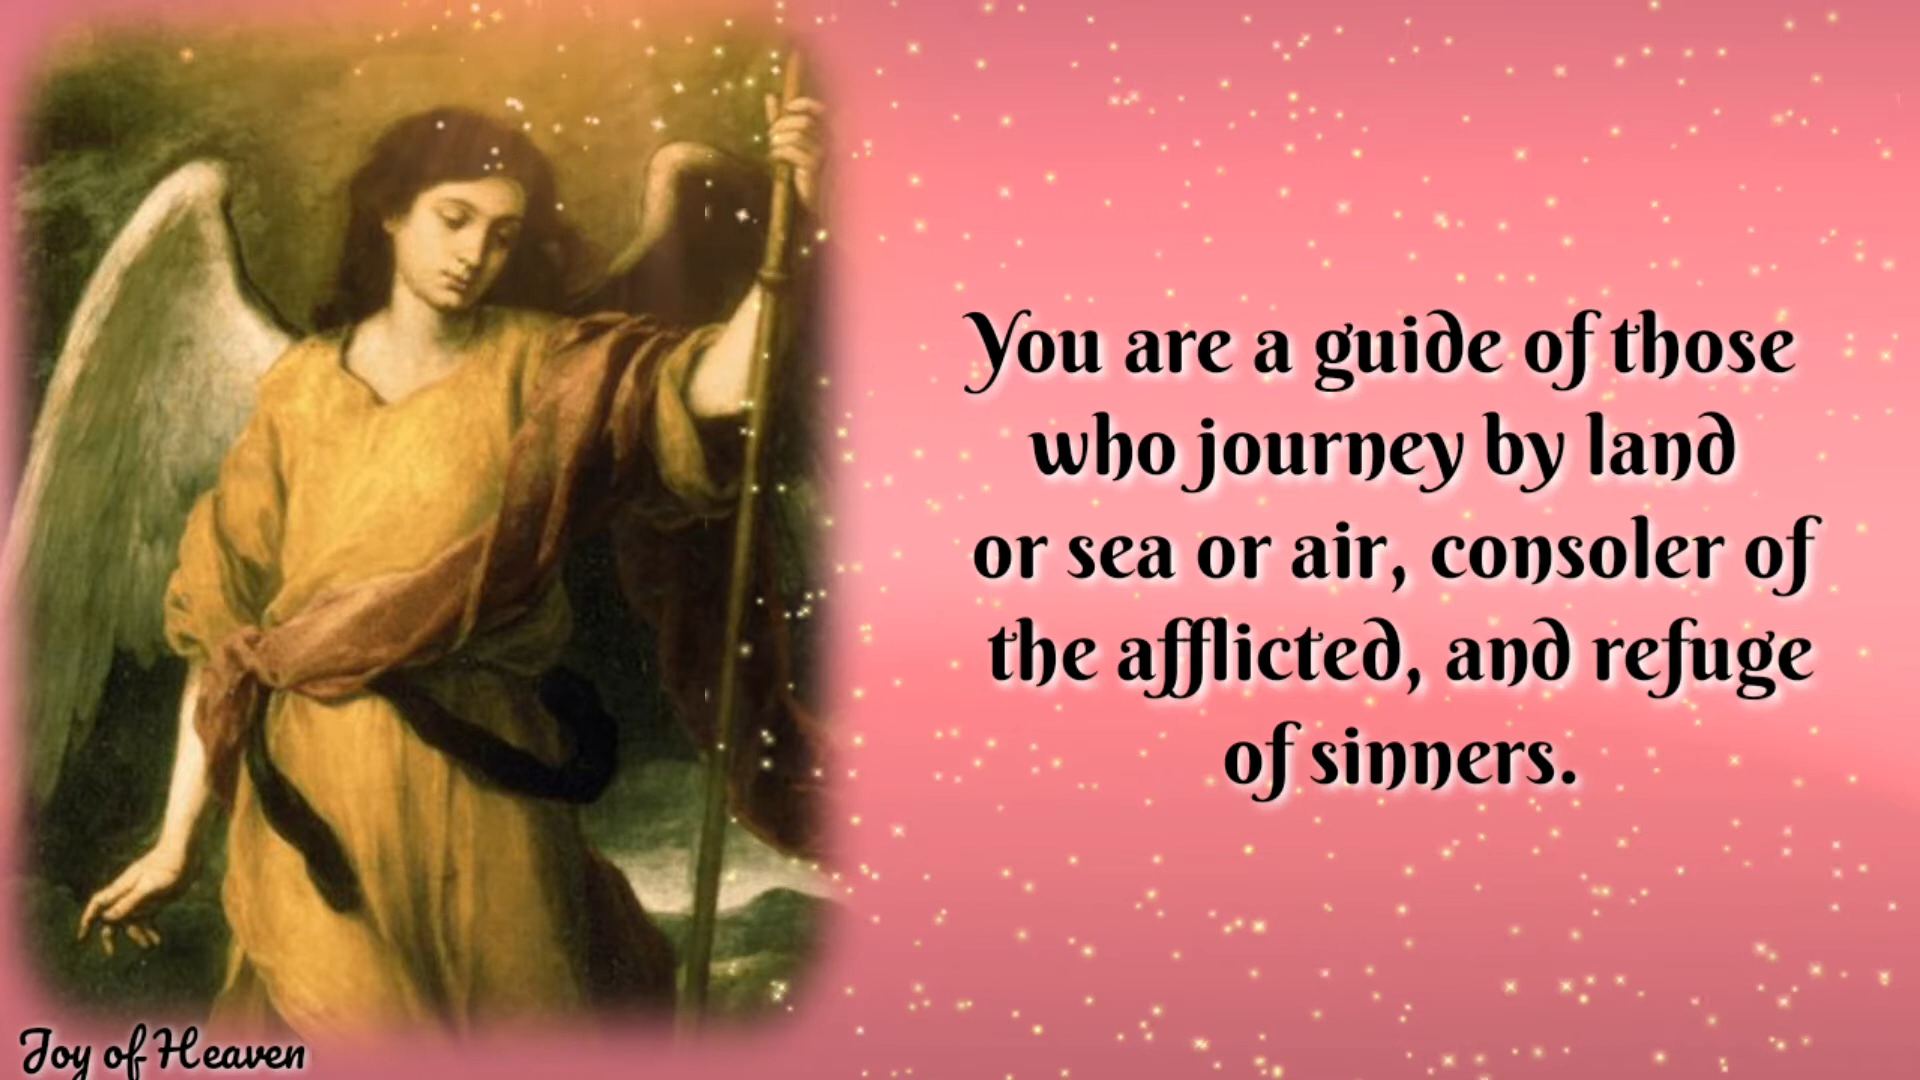 You are a guide of those
who journey by land
or sea or air, consoler of
the afflicted, and refuge
of sinners.
Joy of Heaven